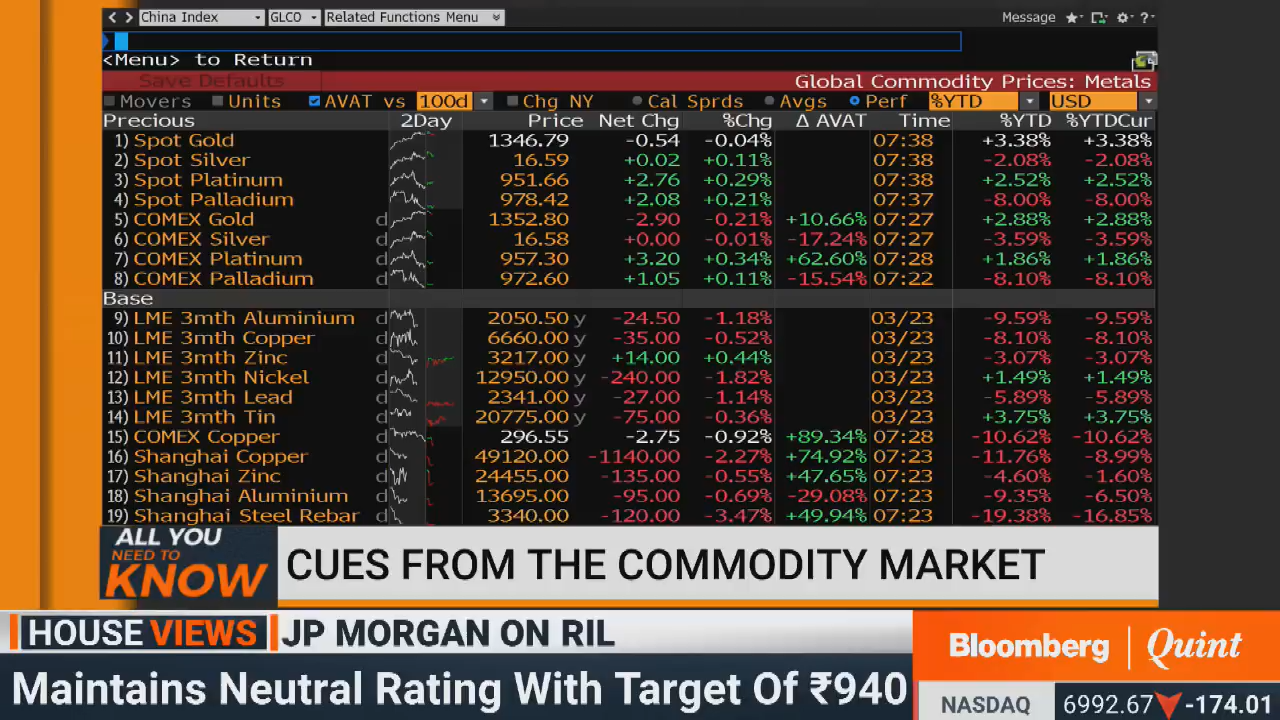 < > China Index GLCO Related Functions Menu Message ?
<Menu> to Return
Save Defaults Global Commodity Prices: Metals
Movers Units AVAT vs 100d Chg NY Cal Sprds Avgs Perf %YTD USD
Precious 2Day Price Net Chg %Chg Δ AVAT Time %YTD %YTDCur
1) Spot Gold 1346.79 -0.54 -0.04% 07:38 +3.38% +3.38%
2) Spot Silver 16.59 +0.02 +0.11% 07:38 -2.08% -2.08%
3) Spot Platinum 951.66 +2.76 +0.29% 07:38 +2.52% +2.52%
4) Spot Palladium 978.42 +2.08 +0.21% 07:37 -8.00% -8.00%
5) COMEX Gold d 1352.80 -2.90 -0.21% +10.66% 07:27 +2.88% +2.88%
6) COMEX Silver d 16.58 +0.00 -0.01% -17.24% 07:27 -3.59% -3.59%
7) COMEX Platinum d 957.30 +3.20 +0.34% +62.60% 07:28 +1.86% +1.86%
8) COMEX Palladium d 972.60 +1.05 +0.11% -15.54% 07:22 -8.10% -8.10%
Base
9) LME 3mth Aluminium d 2050.50 y -24.50 -1.18% 03/23 -9.59% -9.59%
10) LME 3mth Copper d 6660.00 y -35.00 -0.52% 03/23 -8.10% -8.10%
11) LME 3mth Zinc d 3217.00 y +14.00 +0.44% 03/23 -3.07% -3.07%
12) LME 3mth Nickel d 12950.00 y -240.00 -1.82% 03/23 +1.49% +1.49%
13) LME 3mth Lead d 2341.00 y -27.00 -1.14% 03/23 -5.89% -5.89%
14) LME 3mth Tin d 20775.00 y -75.00 -0.36% 03/23 +3.75% +3.75%
15) COMEX Copper d 296.55 -2.75 -0.92% +89.34% 07:28 -10.62% -10.62%
16) Shanghai Copper d 49120.00 -1140.00 -2.27% +74.92% 07:23 -11.76% -8.99%
17) Shanghai Zinc d 24455.00 -135.00 -0.55% +47.65% 07:23 -4.60% -1.60%
18) Shanghai Aluminium d 13695.00 -95.00 -0.69% -29.08% 07:23 -9.35% -6.50%
19) Shanghai Steel Rebar d 3340.00 -120.00 -3.47% +49.94% 07:23 -19.38% -16.85%
ALL YOU
NEED TO
KNOW
CUES FROM THE COMMODITY MARKET
HOUSE VIEWS JP MORGAN ON RIL
Maintains Neutral Rating With Target Of ₹940
Bloomberg | Quint
NASDAQ 6992.67 -174.01